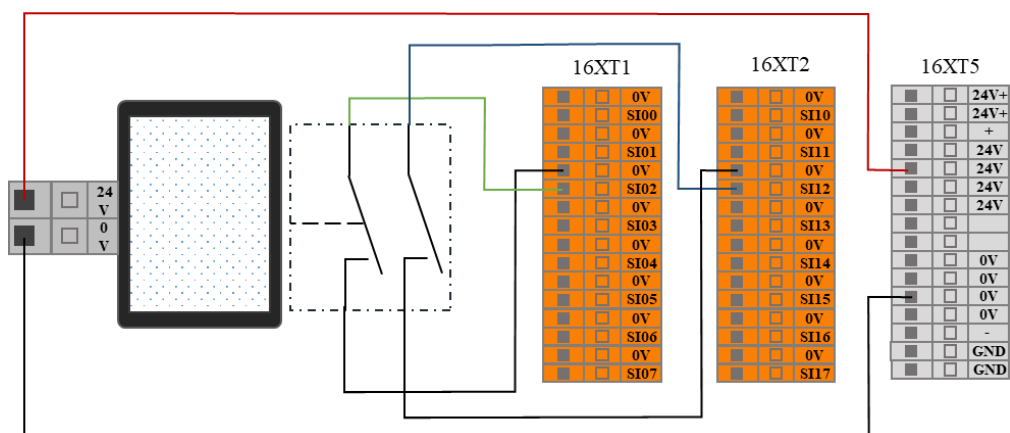 16XT1
16XT2
16XT5
24
V
0
V
0V
SI00
0V
SI01
0V
SI02
0V
SI03
0V
SI04
0V
SI05
0V
SI06
0V
SI07
0V
SI10
0V
SI11
0V
SI12
0V
SI13
0V
SI14
0V
SI15
0V
SI16
0V
SI17
24V+
24V+
+
24V
24V
24V
24V
0V
0V
0V
0V
-
GND
GND